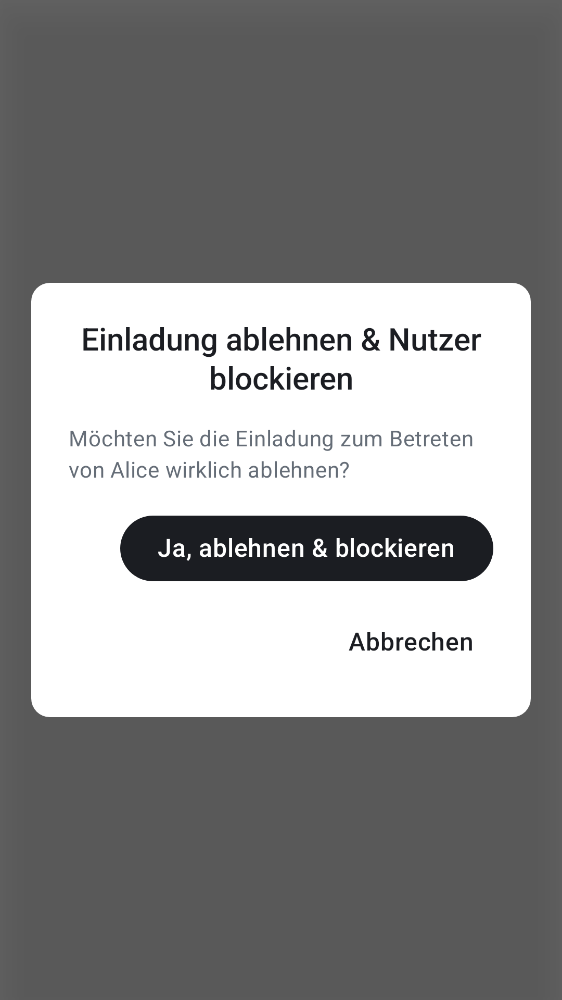 Einladung ablehnen & Nutzer
blockieren
Möchten Sie die Einladung zum Betreten
von Alice wirklich ablehnen?
Ja, ablehnen & blockieren
Abbrechen